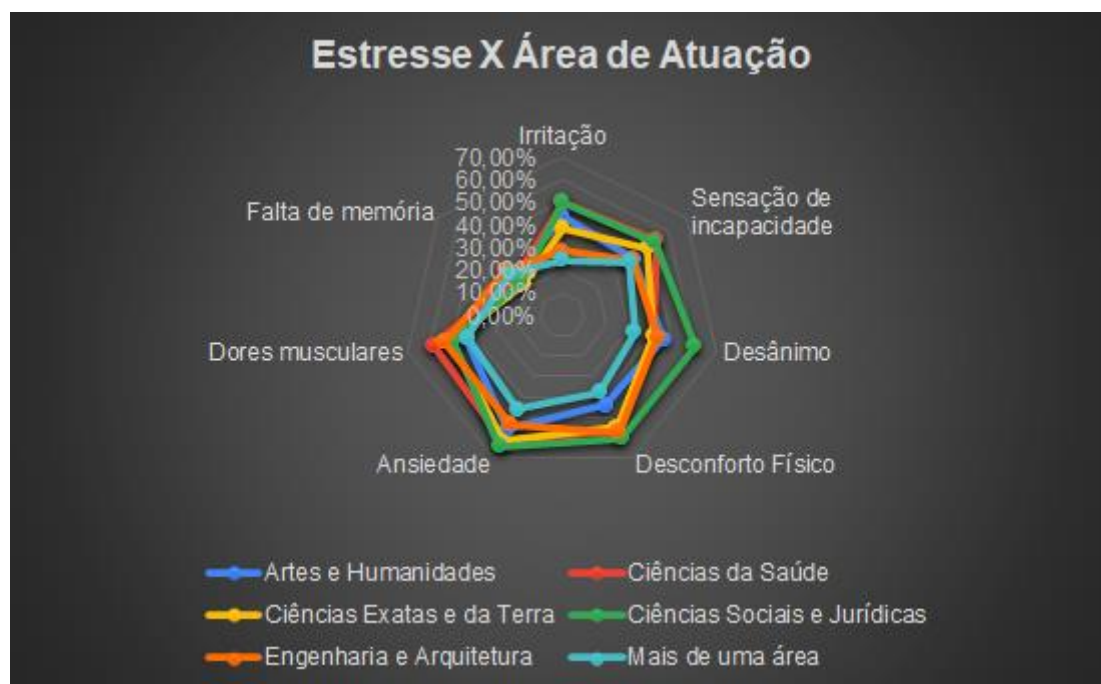 Estresse X Área de Atuação
Irritação
70,00%
60,00%
50,00%
40,00%
30,00%
20,00%
10,00%
0,00%
Sensação de
incapacidade
Falta de memória
Dores musculares
Desânimo
Ansiedade
Desconforto Físico
Artes e Humanidades
Ciências da Saúde
Ciências Exatas e da Terra
Ciências Sociais e Jurídicas
Engenharia e Arquitetura
Mais de uma área